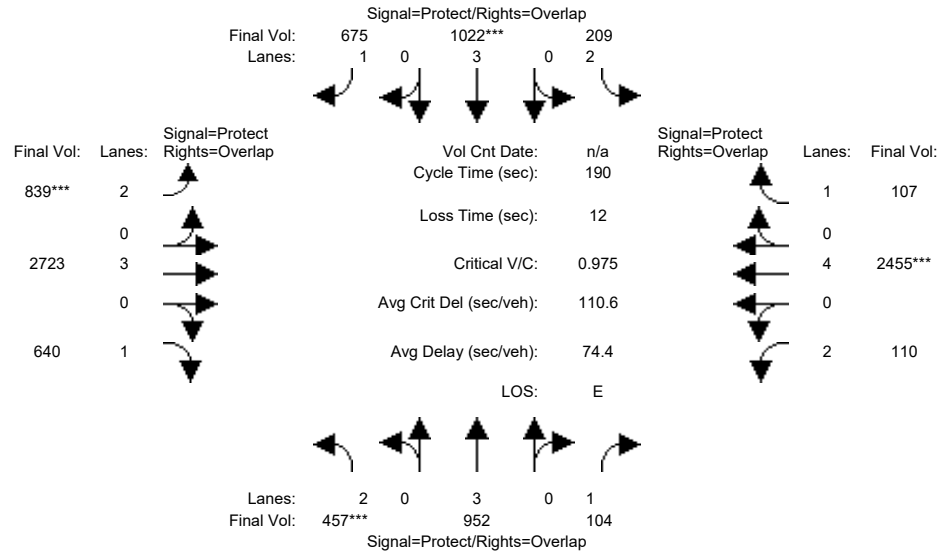 Signal=Protect/Rights=Overlap
Final Vol: 675 1022*** 209
Lanes: 1 0 3 0 2
Signal=Protect
Final Vol: Lanes: Rights=Overlap
Vol Cnt Date: n/a
Signal=Protect
Rights=Overlap Lanes: Final Vol:
Cycle Time (sec): 190
839*** 2
1 107
Loss Time (sec): 12
0
0
2723 3
Critical V/C: 0.975
4 2455***
0
Avg Crit Del (sec/veh): 110.6
0
640 1
Avg Delay (sec/veh): 74.4
2 110
LOS: E
Lanes: 2 0 3 0 1
Final Vol: 457*** 952 104
Signal=Protect/Rights=Overlap